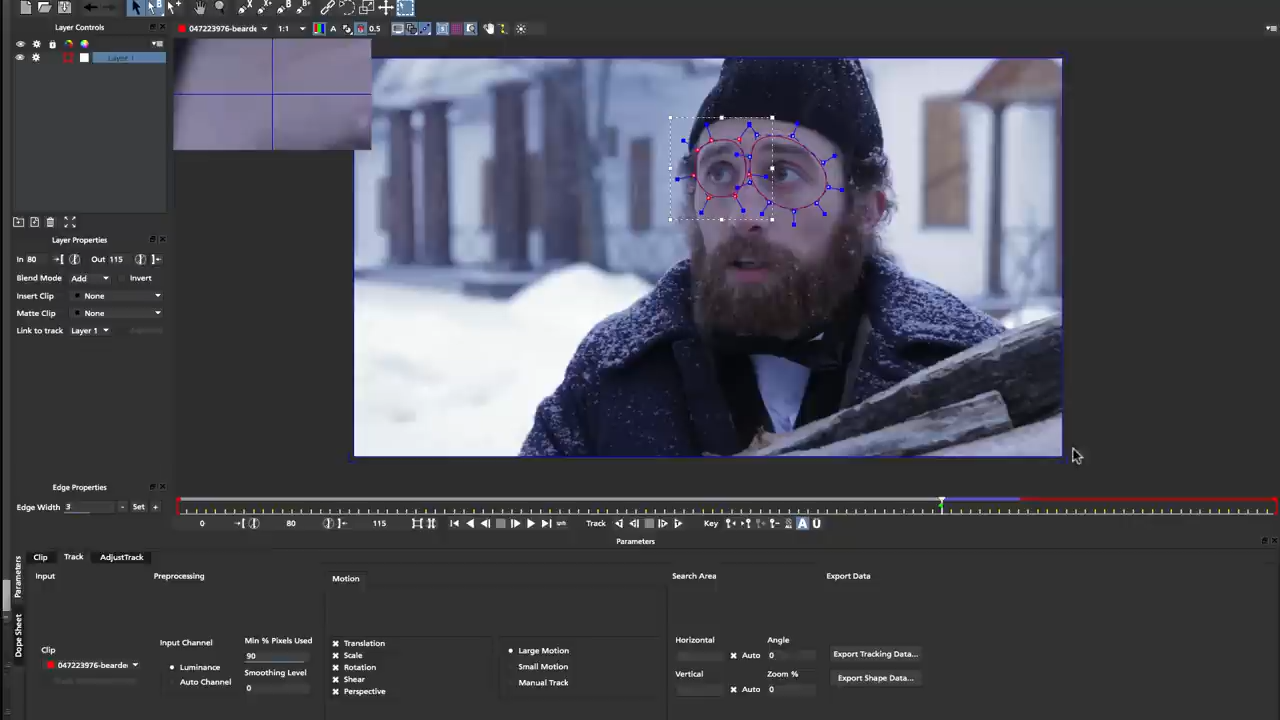 Layer Controls
047223976-bearde
1:1
A
0.5
Layer 1
Layer Properties
In 80 Out 115
Blend Mode Add Invert
Insert Clip None
Matte Clip None
Link to track Layer 1
Edge Properties
Edge Width 3 - Set +
0 80 115 Track Key A U
Parameters
Clip Track AdjustTrack
Parameters
Dope Sheet
Input Preprocessing Motion Search Area Export Data
Input Channel Min % Pixels Used
90
Luminance Smoothing Level
Auto Channel 0
Clip
047223976-bearde
Translation
Scale
Rotation
Shear
Perspective
Large Motion
Small Motion
Manual Track
Horizontal Angle
Auto 0
Vertical Zoom %
Auto 0
Export Tracking Data...
Export Shape Data...